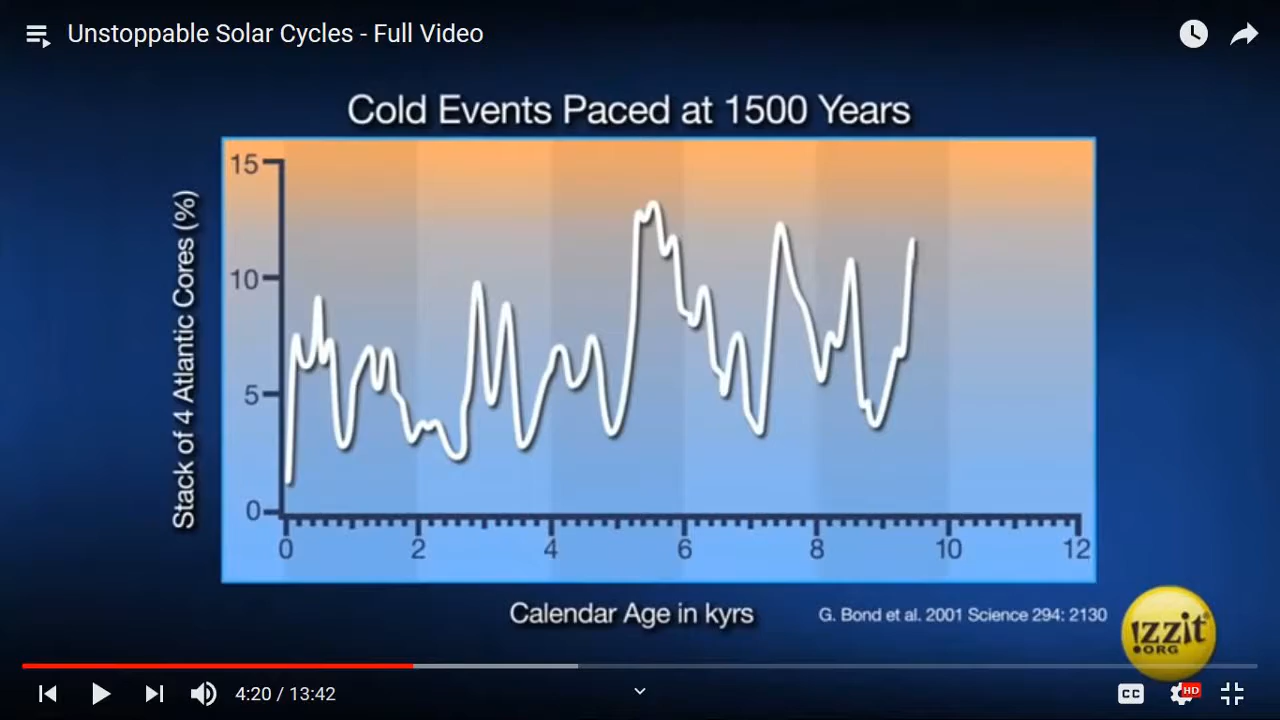 Unstoppable Solar Cycles - Full Video
Cold Events Paced at 1500 Years
Stack of 4 Atlantic Cores (%)
15
10
5
0
0 2 4 6 8 10 12
Calendar Age in kyrs
G. Bond et al. 2001 Science 294: 2130
!zzit
.ORG
4:20 / 13:42
CC
HD